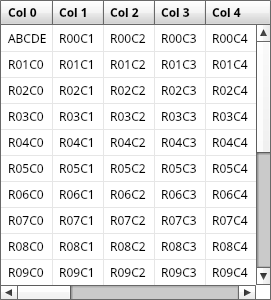 Col 0 Col 1 Col 2 Col 3 Col 4
ABCDE R00C1 R00C2 R00C3 R00C4
R01C0 R01C1 R01C2 R01C3 R01C4
R02C0 R02C1 R02C2 R02C3 R02C4
R03C0 R03C1 R03C2 R03C3 R03C4
R04C0 R04C1 R04C2 R04C3 R04C4
R05C0 R05C1 R05C2 R05C3 R05C4
R06C0 R06C1 R06C2 R06C3 R06C4
R07C0 R07C1 R07C2 R07C3 R07C4
R08C0 R08C1 R08C2 R08C3 R08C4
R09C0 R09C1 R09C2 R09C3 R09C4